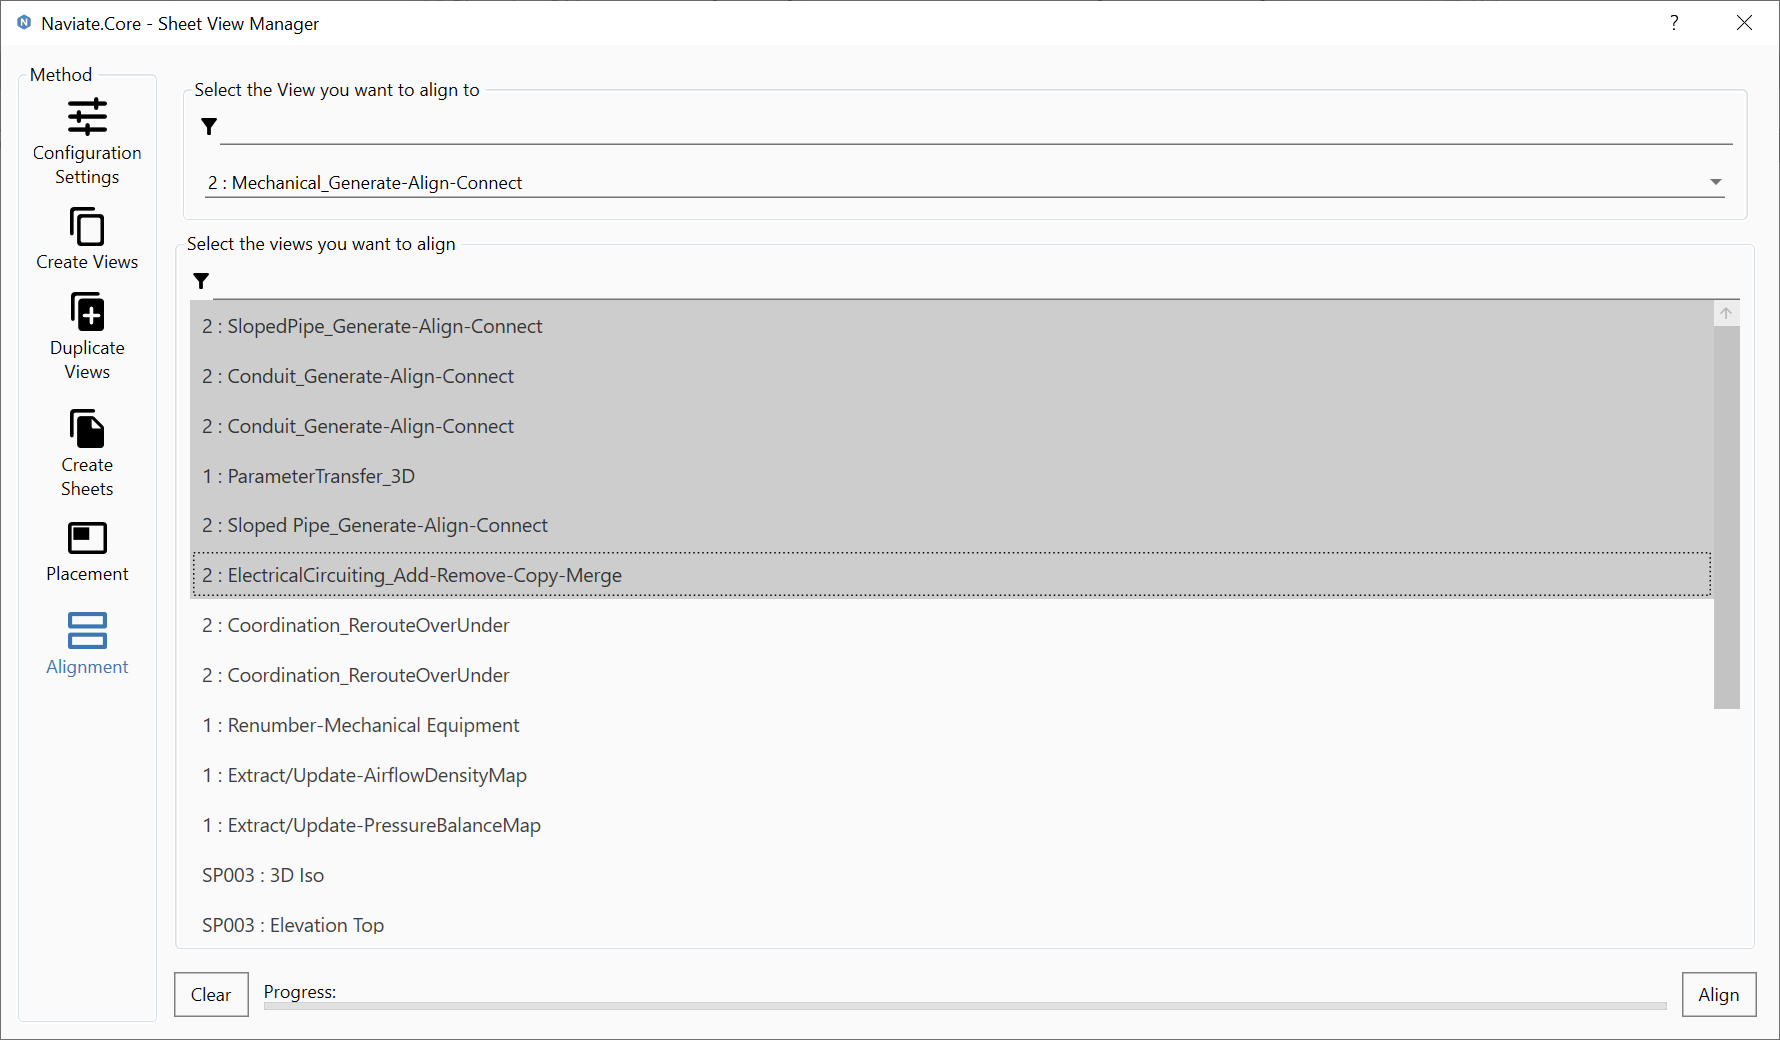 Naviate.Core - Sheet View Manager
?
Method
Configuration
Settings
Create Views
Duplicate
Views
Create
Sheets
Placement
Alignment
Select the View you want to align to
2 : Mechanical_Generate-Align-Connect
Select the views you want to align
2 : SlopedPipe_Generate-Align-Connect
2 : Conduit_Generate-Align-Connect
2 : Conduit_Generate-Align-Connect
1 : ParameterTransfer_3D
2 : Sloped Pipe_Generate-Align-Connect
2 : ElectricalCircuiting_Add-Remove-Copy-Merge
2 : Coordination_RerouteOverUnder
2 : Coordination_RerouteOverUnder
1 : Renumber-Mechanical Equipment
1 : Extract/Update-AirflowDensityMap
1 : Extract/Update-PressureBalanceMap
SP003 : 3D Iso
SP003 : Elevation Top
Clear
Progress:
Align